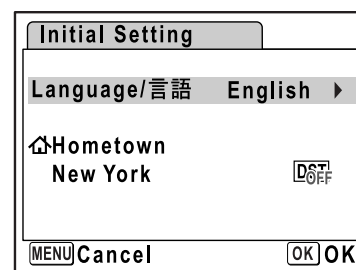 Initial Setting
Language/言語 English
Hometown
New York DST OFF
MENU Cancel OK OK